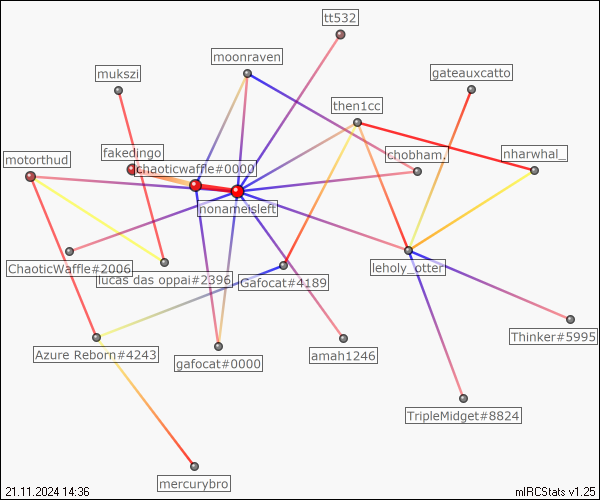 tt532
moonraven
mukszi
gateauxcatto
then1cc
fakedingo
chobham,
nharwhal_
motorthud
chaoticwaffle#0000
nonameisleft
ChaoticWaffle#2006
lucas das oppai#2396
Gafocat#4189
leholy_otter
Thinker#5995
Azure Reborn#4243
gafocat#0000
amah1246
TripleMidget#8824
mercurybro
21.11.2024 14:36
mIRCStats v1.25